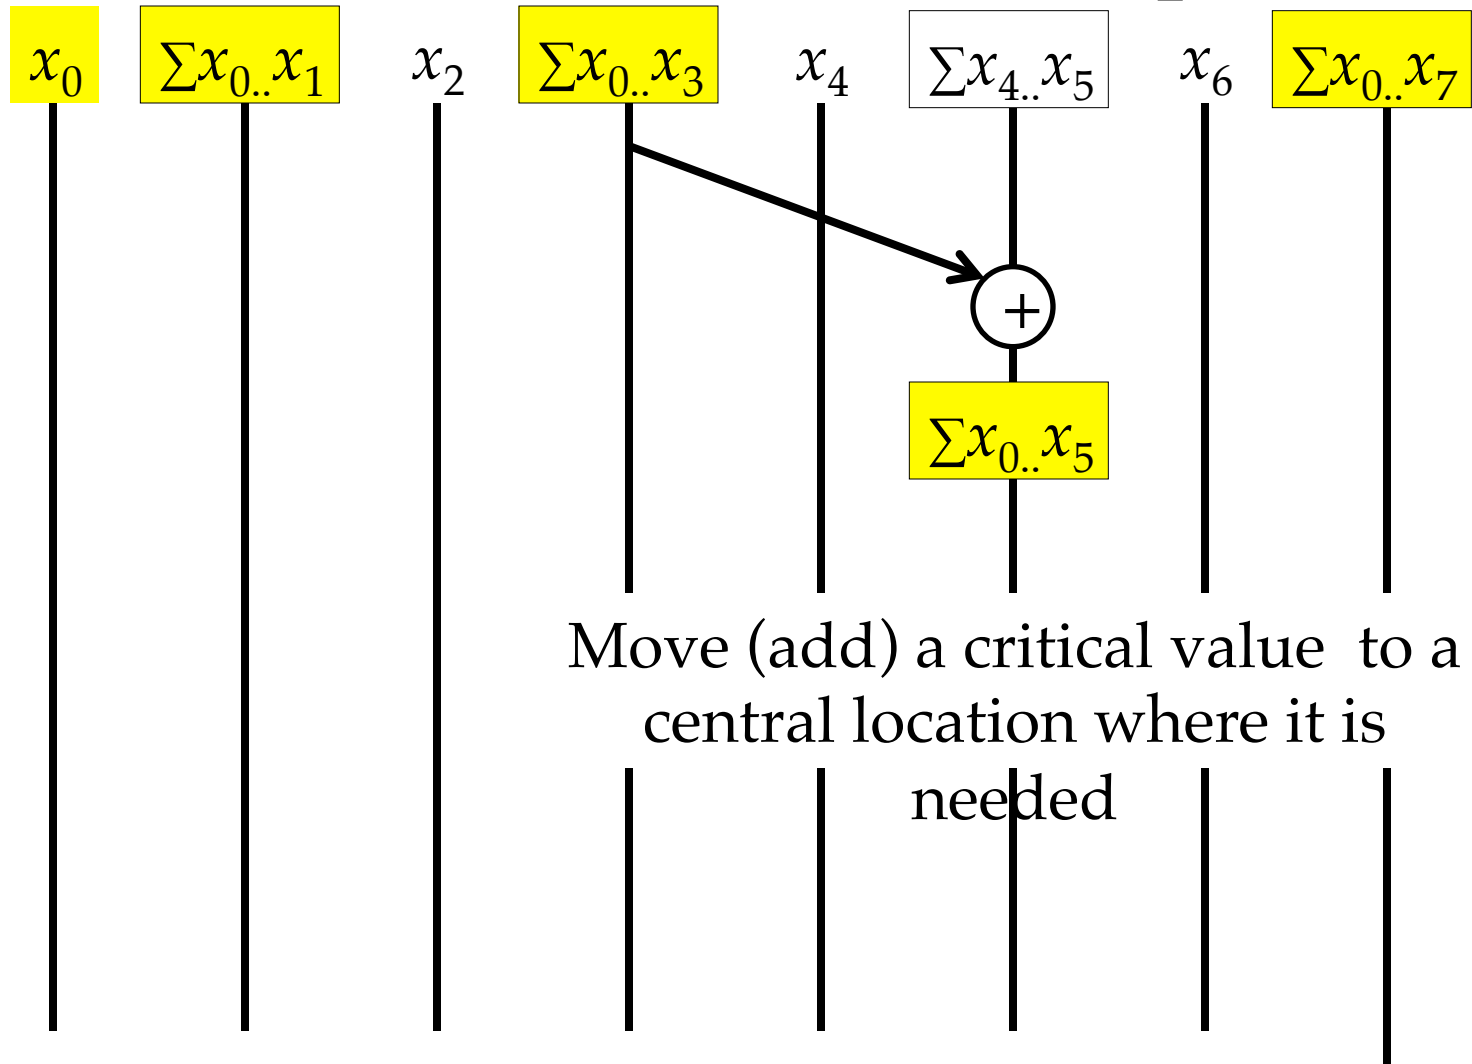 x₀ ∑x₀..x₁ x₂ ∑x₀..x₃ x₄ ∑x₄..x₅ x₆ ∑x₀..x₇
+
∑x₀..x₅
Move (add) a critical value to a
central location where it is
needed